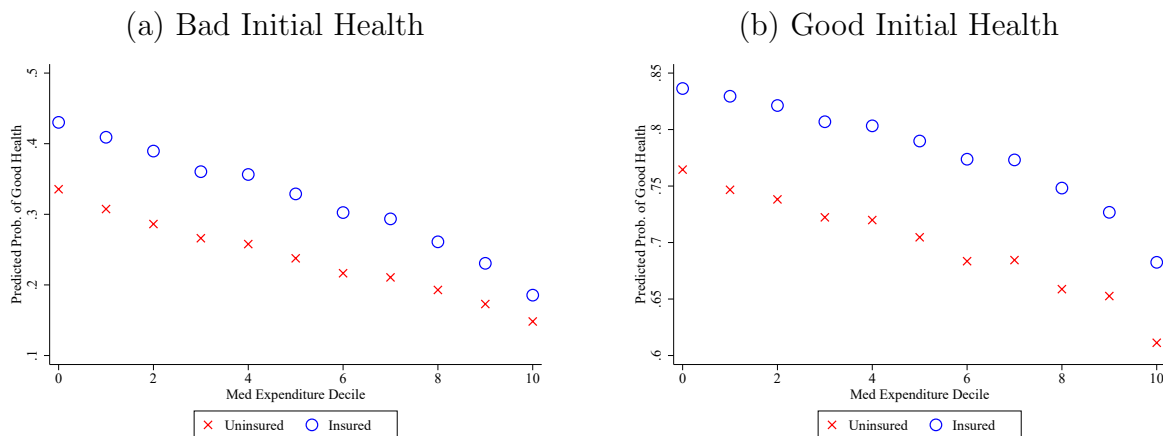 (a) Bad Initial Health
Predicted Prob. of Good Health
.5
.4
.3
.2
.1
0 2 4 6 8 10
Med Expenditure Decile
Uninsured Insured
(b) Good Initial Health
Predicted Prob. of Good Health
.85
.8
.75
.7
.65
.6
0 2 4 6 8 10
Med Expenditure Decile
Uninsured Insured